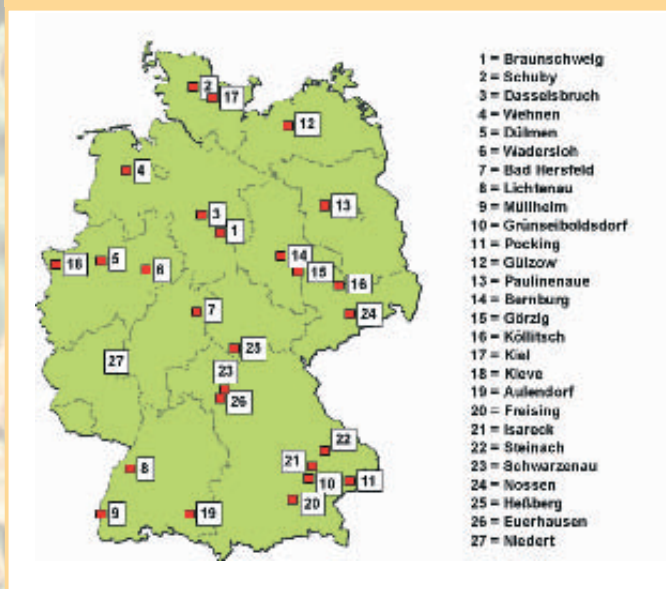 1 = Braunschweig
2 = Schuby
3 = Dasselsbruch
4 = Wehnen
5 = Dülmen
6 = Wadersloh
7 = Bad Hersfeld
8 = Lichtenau
9 = Müllheim
10 = Grünseiboldsdorf
11 = Pocking
12 = Gülzow
13 = Paulinenaue
14 = Bernburg
15 = Görzig
16 = Köllitsch
17 = Kiel
18 = Kleve
19 = Aulendorf
20 = Freising
21 = Isareck
22 = Steinach
23 = Schwarzenau
24 = Nossen
25 = Heßberg
26 = Euerhausen
27 = Niedert
2
17
12
4
13
3
1
18
5
6
14
15
16
7
24
25
27
23
26
22
21
8
10
11
20
9
19